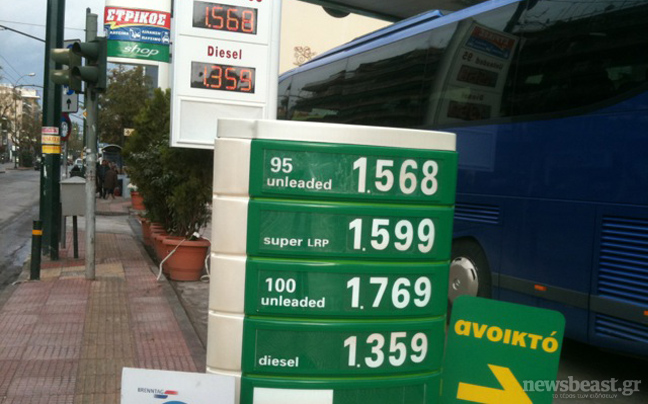 1.568
Diesel
1.359
ΕΤΡΙΚΟΣ
shop
95
unleaded 1.568
super LRP 1.599
100
unleaded 1.769
diesel 1.359
ανοικτό
BRENNTAG
newsbeast.gr